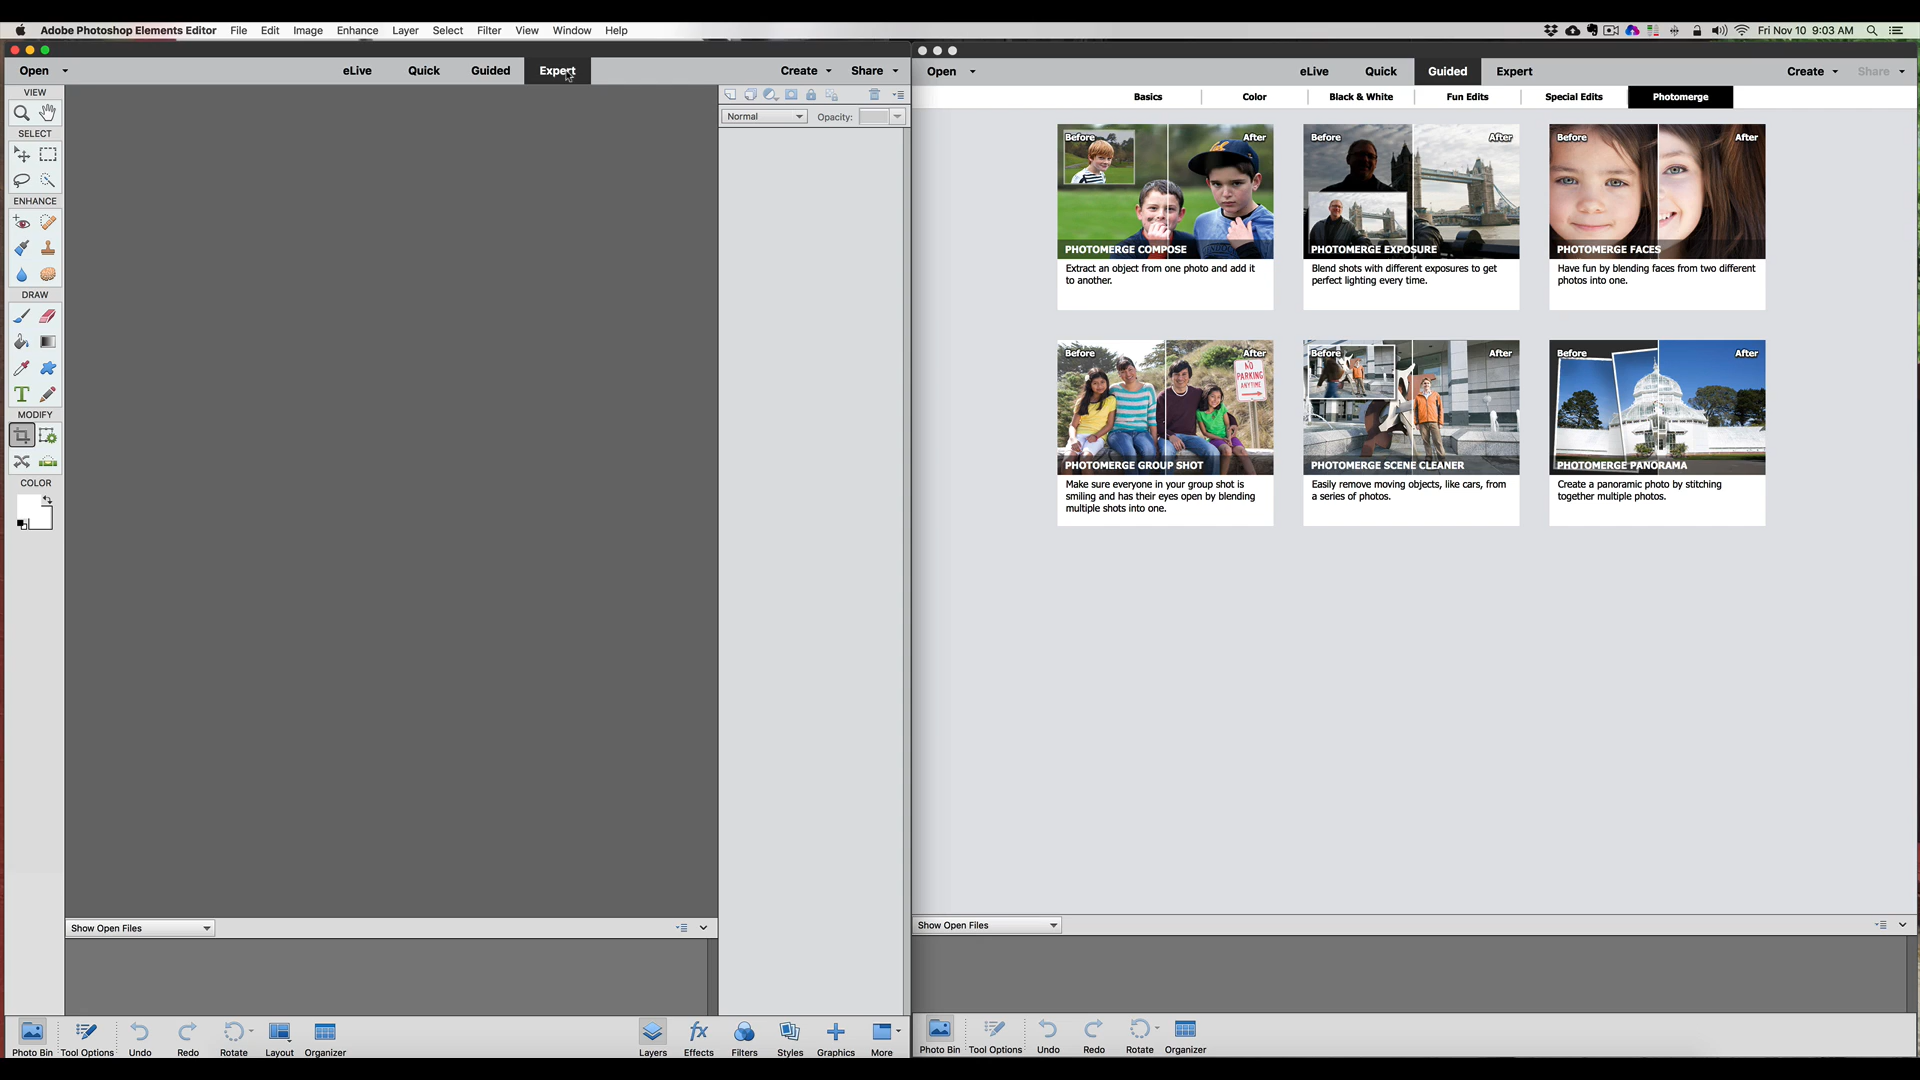 Adobe Photoshop Elements Editor File Edit Image Enhance Layer Select Filter View Window Help
Fri Nov 10 9:03 AM
Open eLive Quick Guided Expert Create Share
VIEW
SELECT
ENHANCE
DRAW
T
MODIFY
COLOR
Normal Opacity:
Show Open Files
Photo Bin Tool Options Undo Redo Rotate Layout Organizer
fx
Layers Effects Filters Styles Graphics More
Open eLive Quick Guided Expert Create Share
Basics Color Black & White Fun Edits Special Edits Photomerge
Before After
PHOTOMERGE COMPOSE
Extract an object from one photo and add it
to another.
Before After
PHOTOMERGE EXPOSURE
Blend shots with different exposures to get
perfect lighting every time.
Before After
PHOTOMERGE FACES
Have fun by blending faces from two different
photos into one.
Before After
NO
PARKING
ANYTIME
PHOTOMERGE GROUP SHOT
Make sure everyone in your group shot is
smiling and has their eyes open by blending
multiple shots into one.
Before After
PHOTOMERGE SCENE CLEANER
Easily remove moving objects, like cars, from
a series of photos.
Before After
PHOTOMERGE PANORAMA
Create a panoramic photo by stitching
together multiple photos.
Show Open Files
Photo Bin Tool Options Undo Redo Rotate Organizer